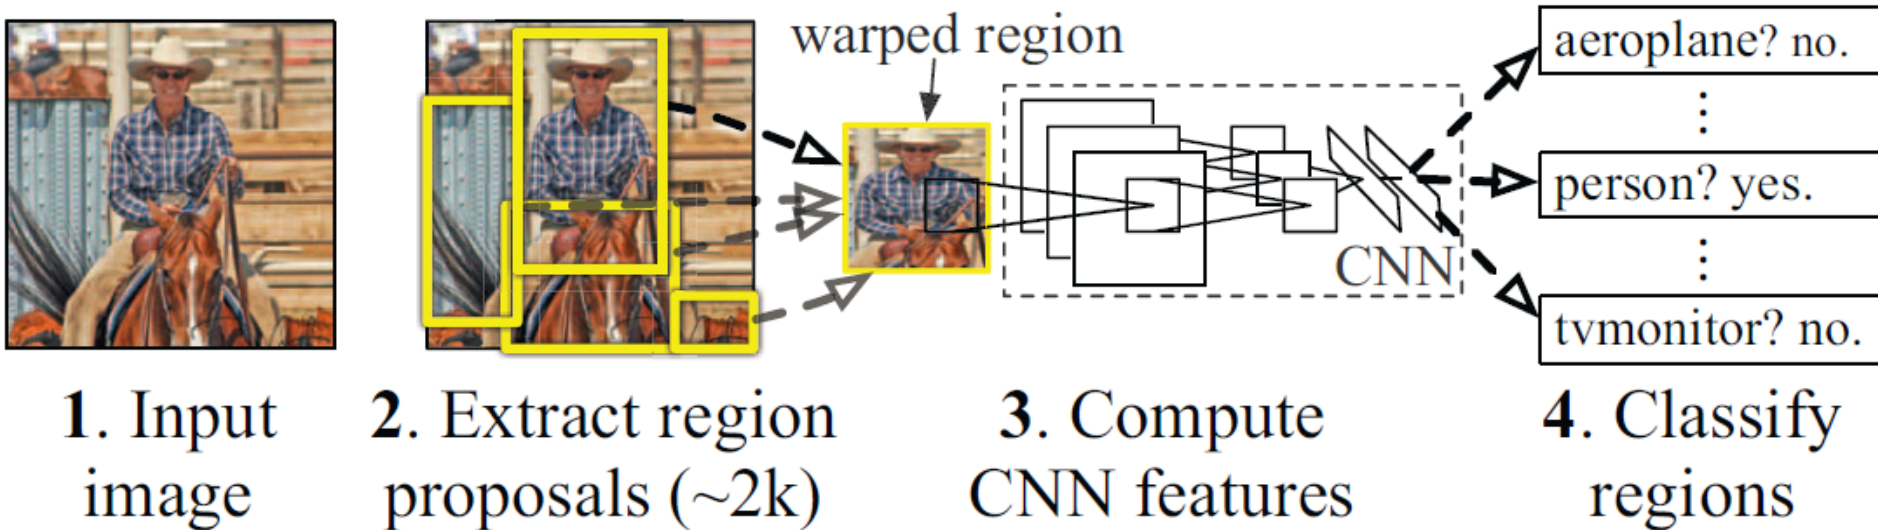 warped region
aeroplane? no.
⋮
person? yes.
⋮
tvmonitor? no.
CNN
1. Input
image
2. Extract region
proposals (~2k)
3. Compute
CNN features
4. Classify
regions